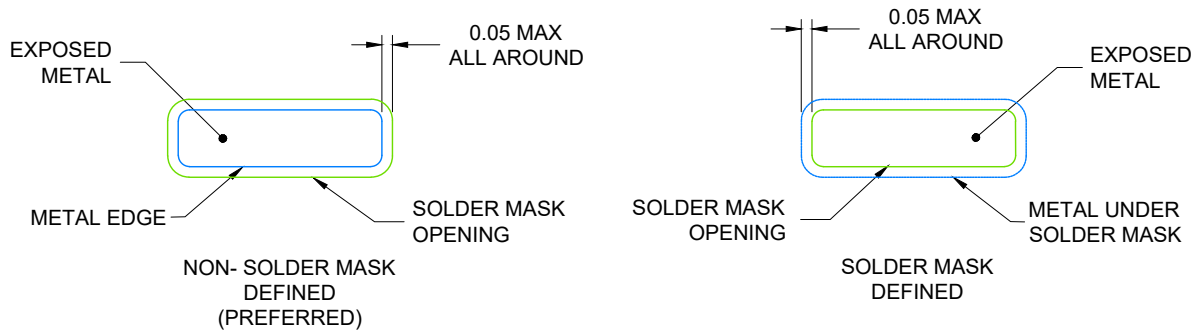 EXPOSED
METAL
0.05 MAX
ALL AROUND
METAL EDGE
SOLDER MASK
OPENING
NON- SOLDER MASK
DEFINED
(PREFERRED)
0.05 MAX
ALL AROUND
EXPOSED
METAL
SOLDER MASK
OPENING
METAL UNDER
SOLDER MASK
SOLDER MASK
DEFINED